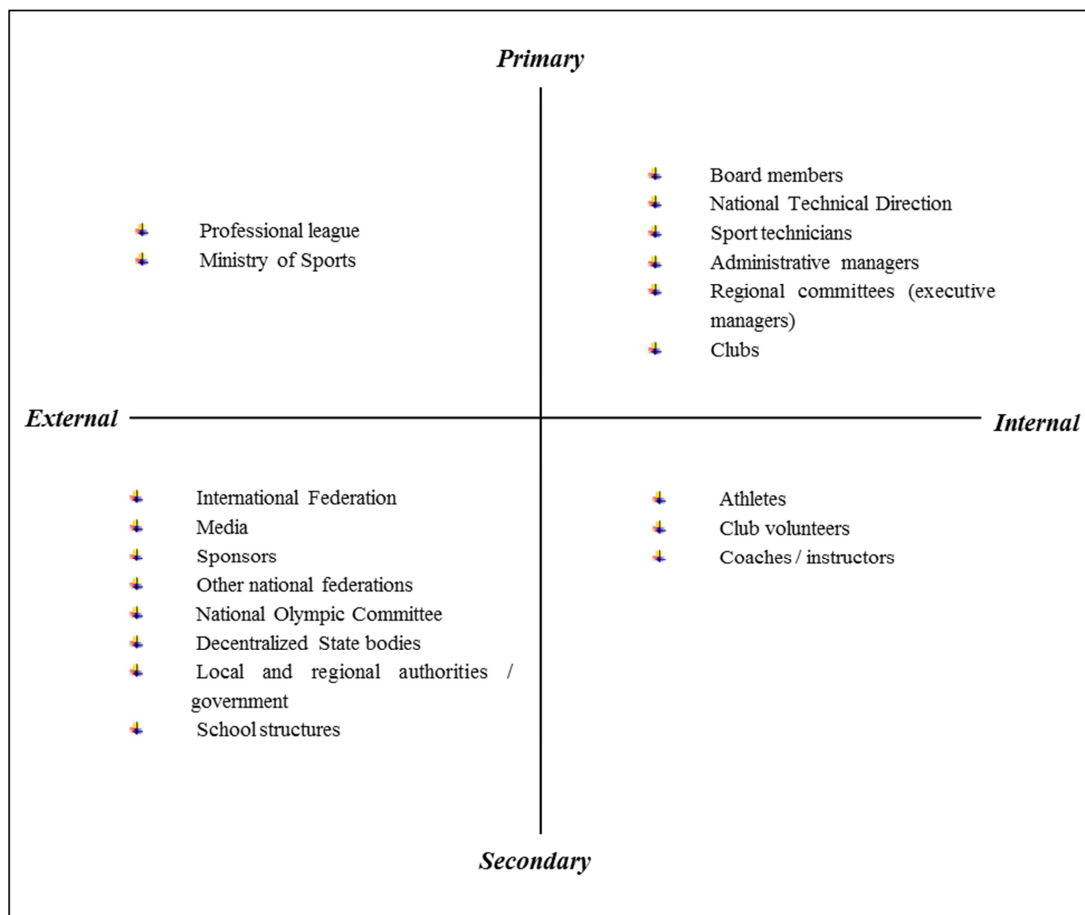 Primary
Professional league
Ministry of Sports
Board members
National Technical Direction
Sport technicians
Administrative managers
Regional committees (executive
managers)
Clubs
External
Internal
International Federation
Media
Sponsors
Other national federations
National Olympic Committee
Decentralized State bodies
Local and regional authorities /
government
School structures
Athletes
Club volunteers
Coaches / instructors
Secondary